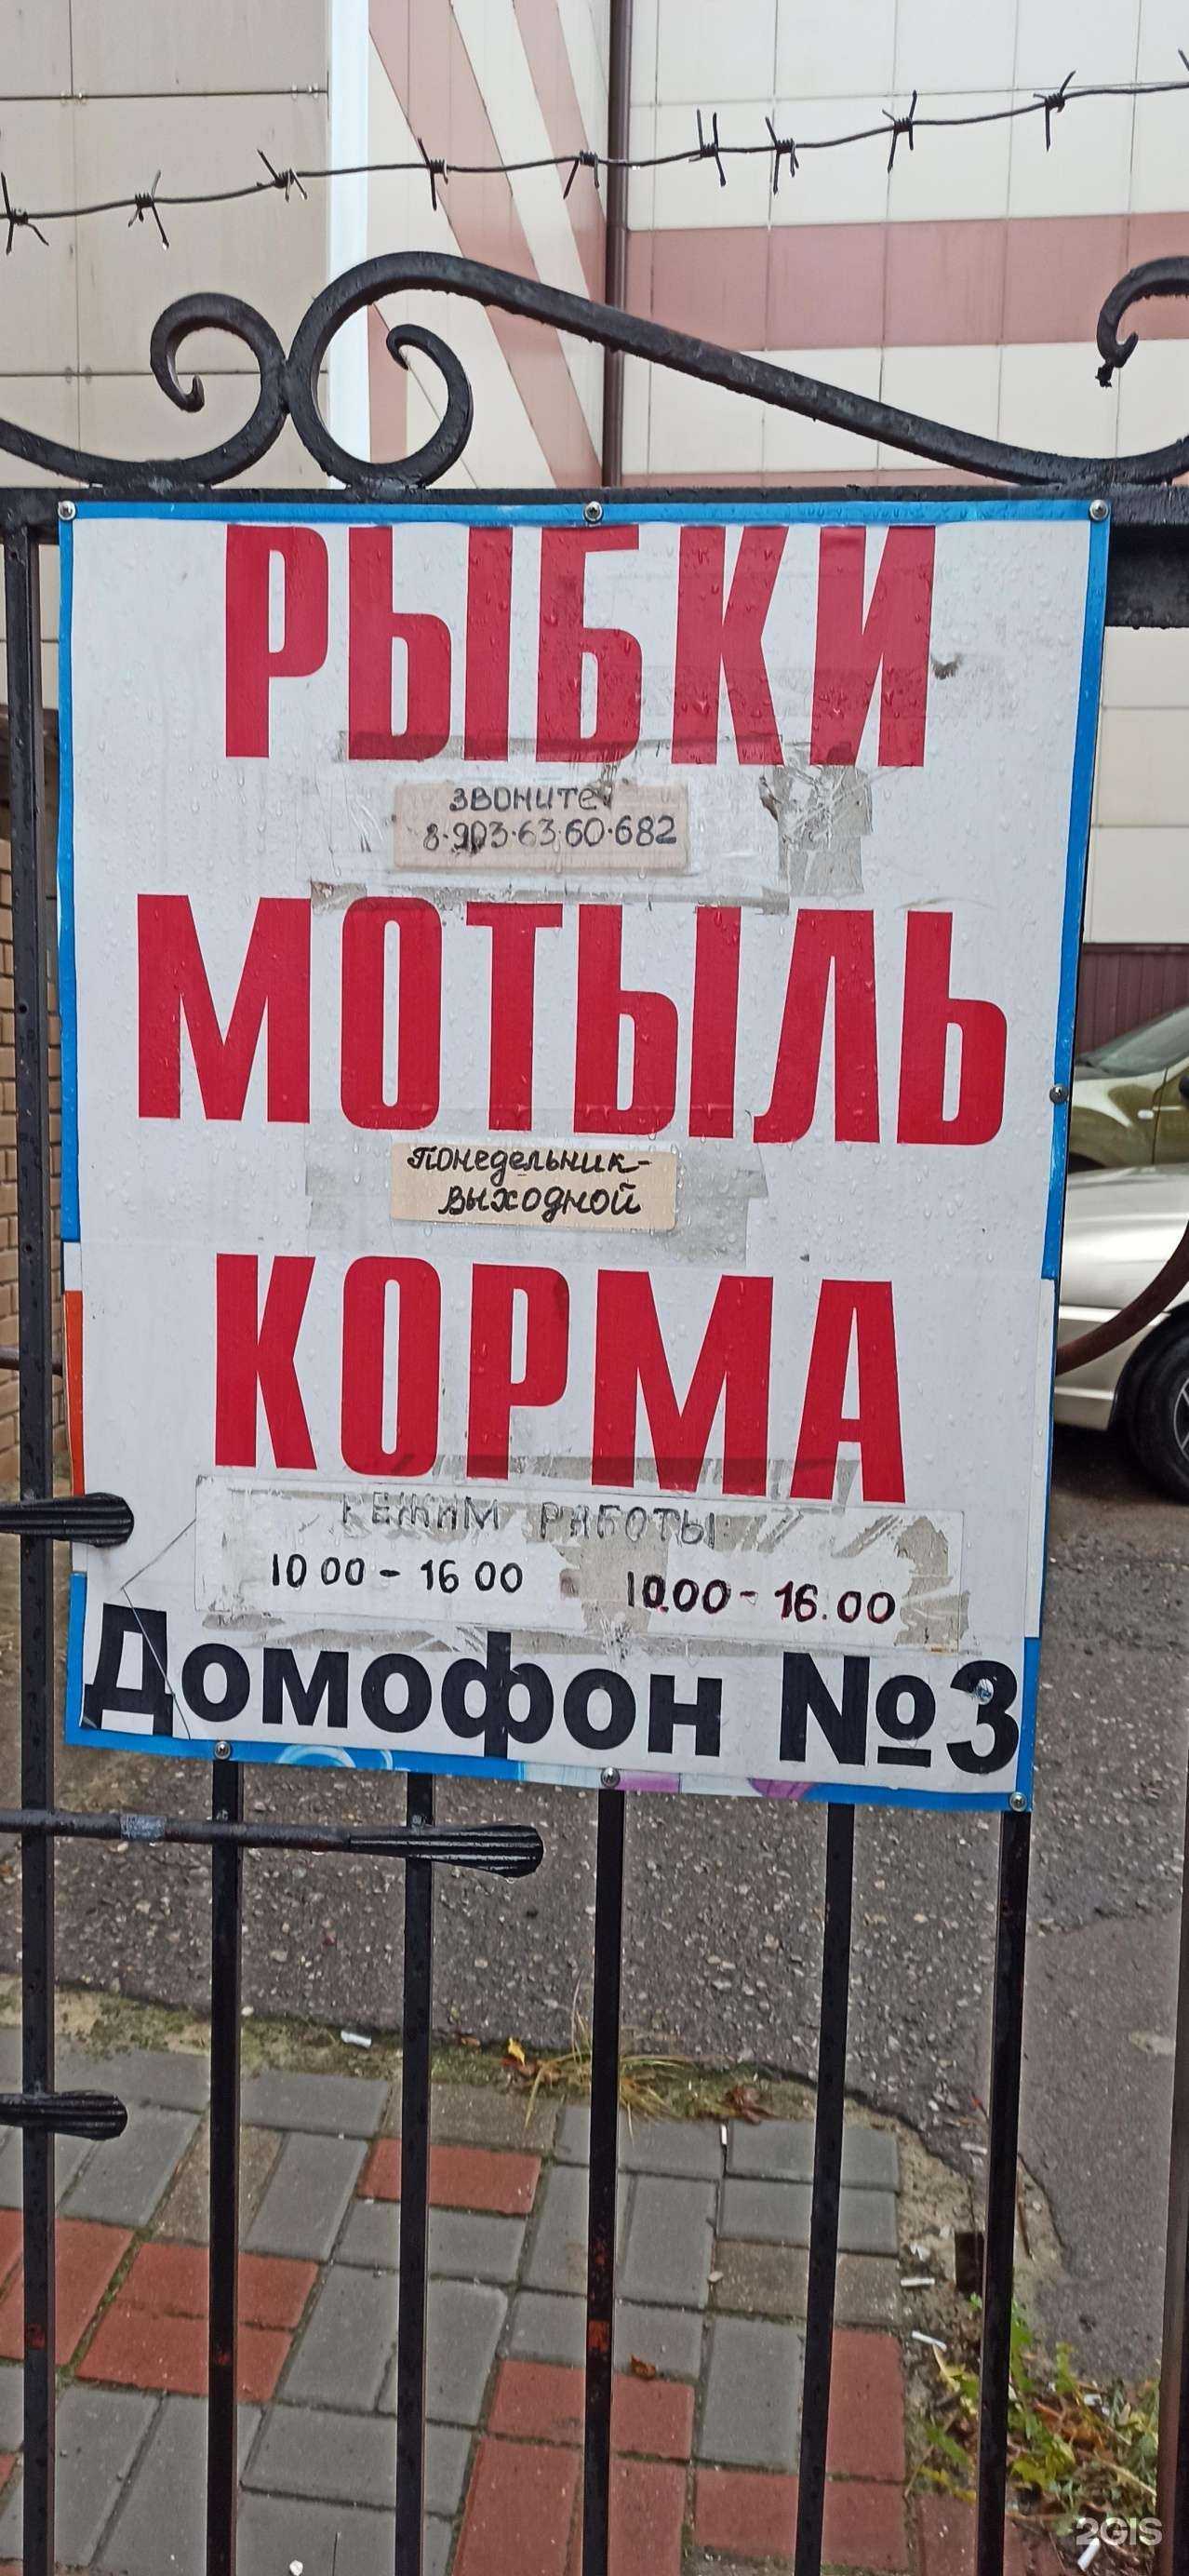 РЫБКИ
ЗВОНИТЕ
8-903-63-60-682
МОТЫЛЬ
ПОНЕДЕЛЬНИК-
ВЫХОДНОЙ
КОРМА
РЕЖИМ РАБОТЫ:
10 00 - 16 00 10.00 - 16.00
Домофон №3
2GIS